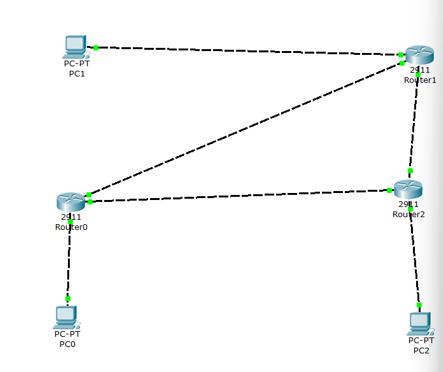 PC-PT
PC1
2911
Router1
2911
Router0
2911
Router2
PC-PT
PC0
PC-PT
PC2